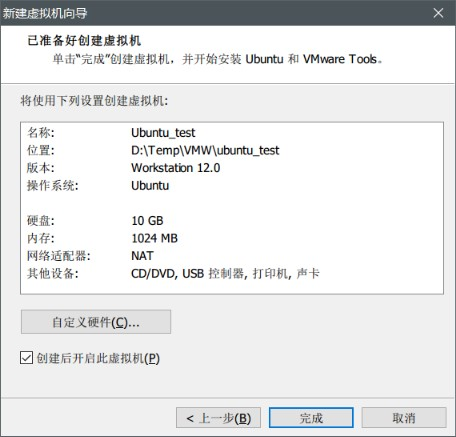 新建虚拟机向导
已准备好创建虚拟机
单击“完成”创建虚拟机，并开始安装 Ubuntu 和 VMware Tools。
将使用下列设置创建虚拟机:
名称: Ubuntu_test
位置: D:\Temp\VMW\ubuntu_test
版本: Workstation 12.0
操作系统: Ubuntu
硬盘: 10 GB
内存: 1024 MB
网络适配器: NAT
其他设备: CD/DVD, USB 控制器, 打印机, 声卡
自定义硬件(C)...
创建后开启此虚拟机(P)
< 上一步(B) 完成 取消